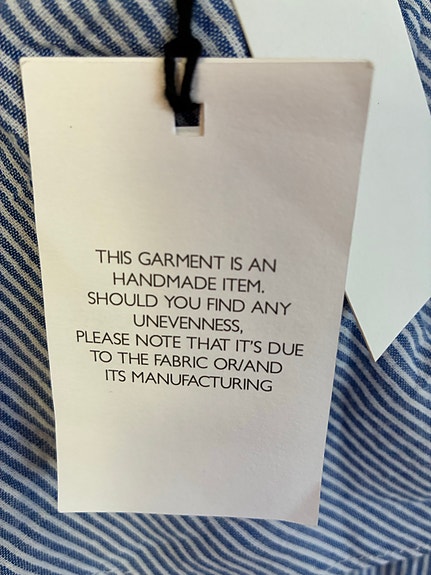 THIS GARMENT IS AN
HANDMADE ITEM.
SHOULD YOU FIND ANY
UNEVENNESS,
PLEASE NOTE THAT IT'S DUE
TO THE FABRIC OR/AND
ITS MANUFACTURING